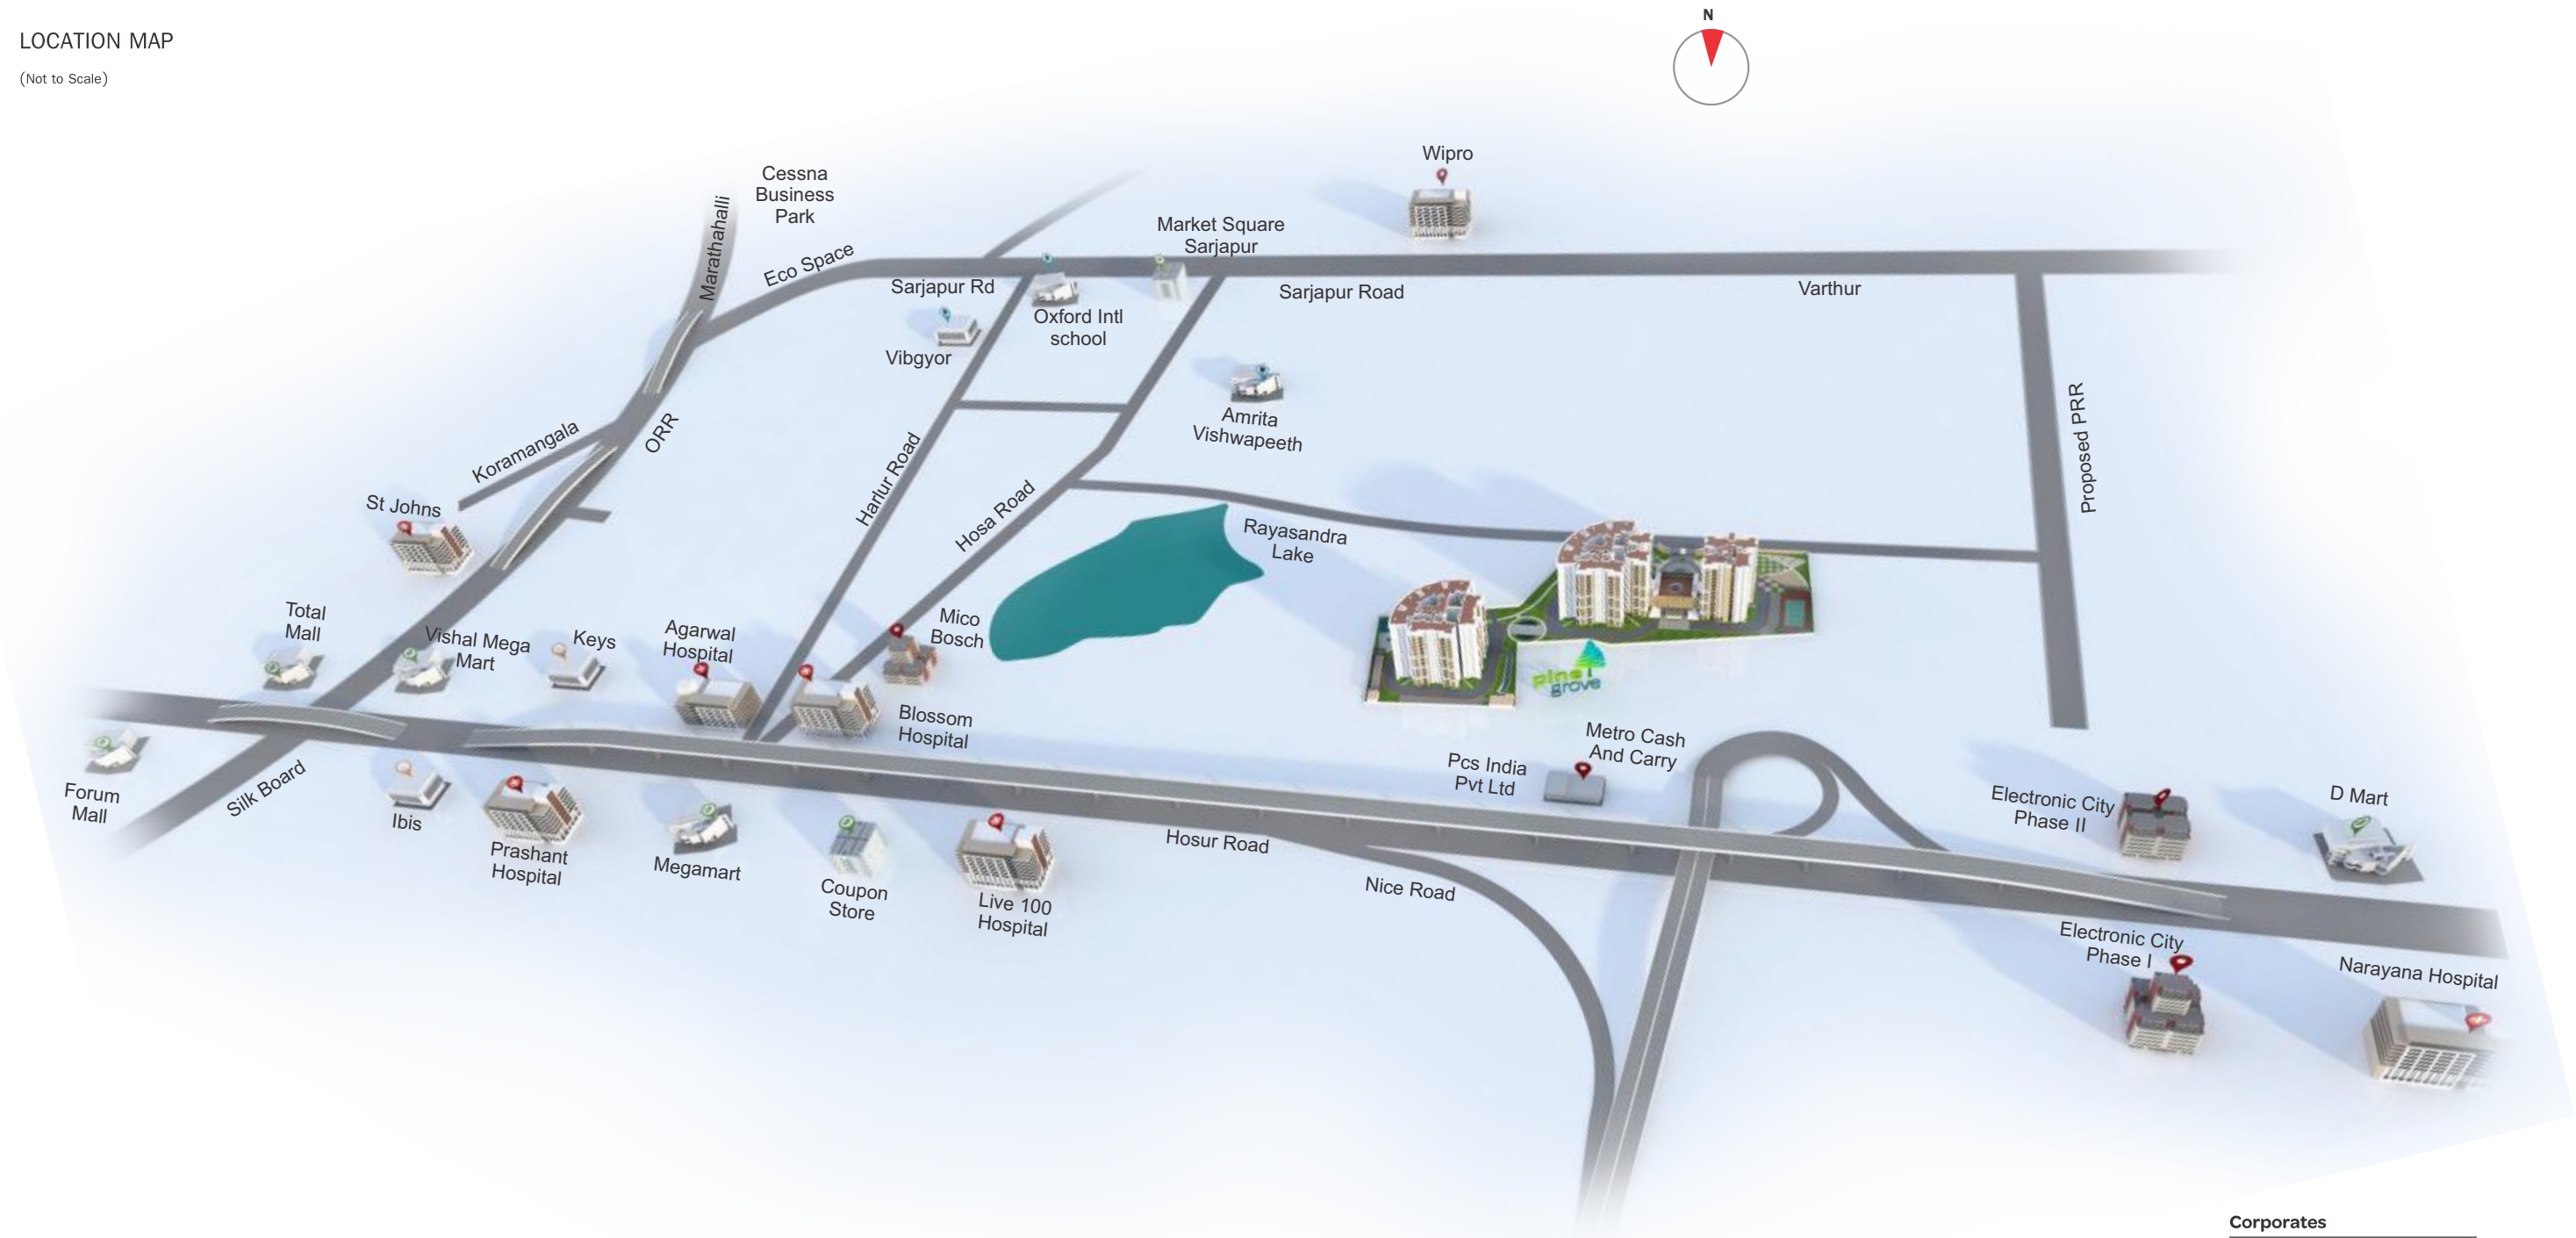 LOCATION MAP
(Not to Scale)
N
Wipro
Cessna
Business
Park
Marathahalli
Eco Space
Market Square
Sarjapur
Sarjapur Rd
Sarjapur Road
Varthur
Oxford Intl
school
Vibgyor
Amrita
Vishwapeeth
Proposed PRR
Koramangala
ORR
Harlur Road
Hosa Road
St Johns
Rayasandra
Lake
Total
Mall
Vishal Mega
Mart
Keys
Agarwal
Hospital
Mico
Bosch
pine
grove
Blossom
Hospital
Metro Cash
And Carry
Pcs India
Pvt Ltd
Forum
Mall
Silk Board
Ibis
Prashant
Hospital
Megamart
Coupon
Store
Live 100
Hospital
Hosur Road
Nice Road
Electronic City
Phase II
D Mart
Electronic City
Phase I
Narayana Hospital
Corporates